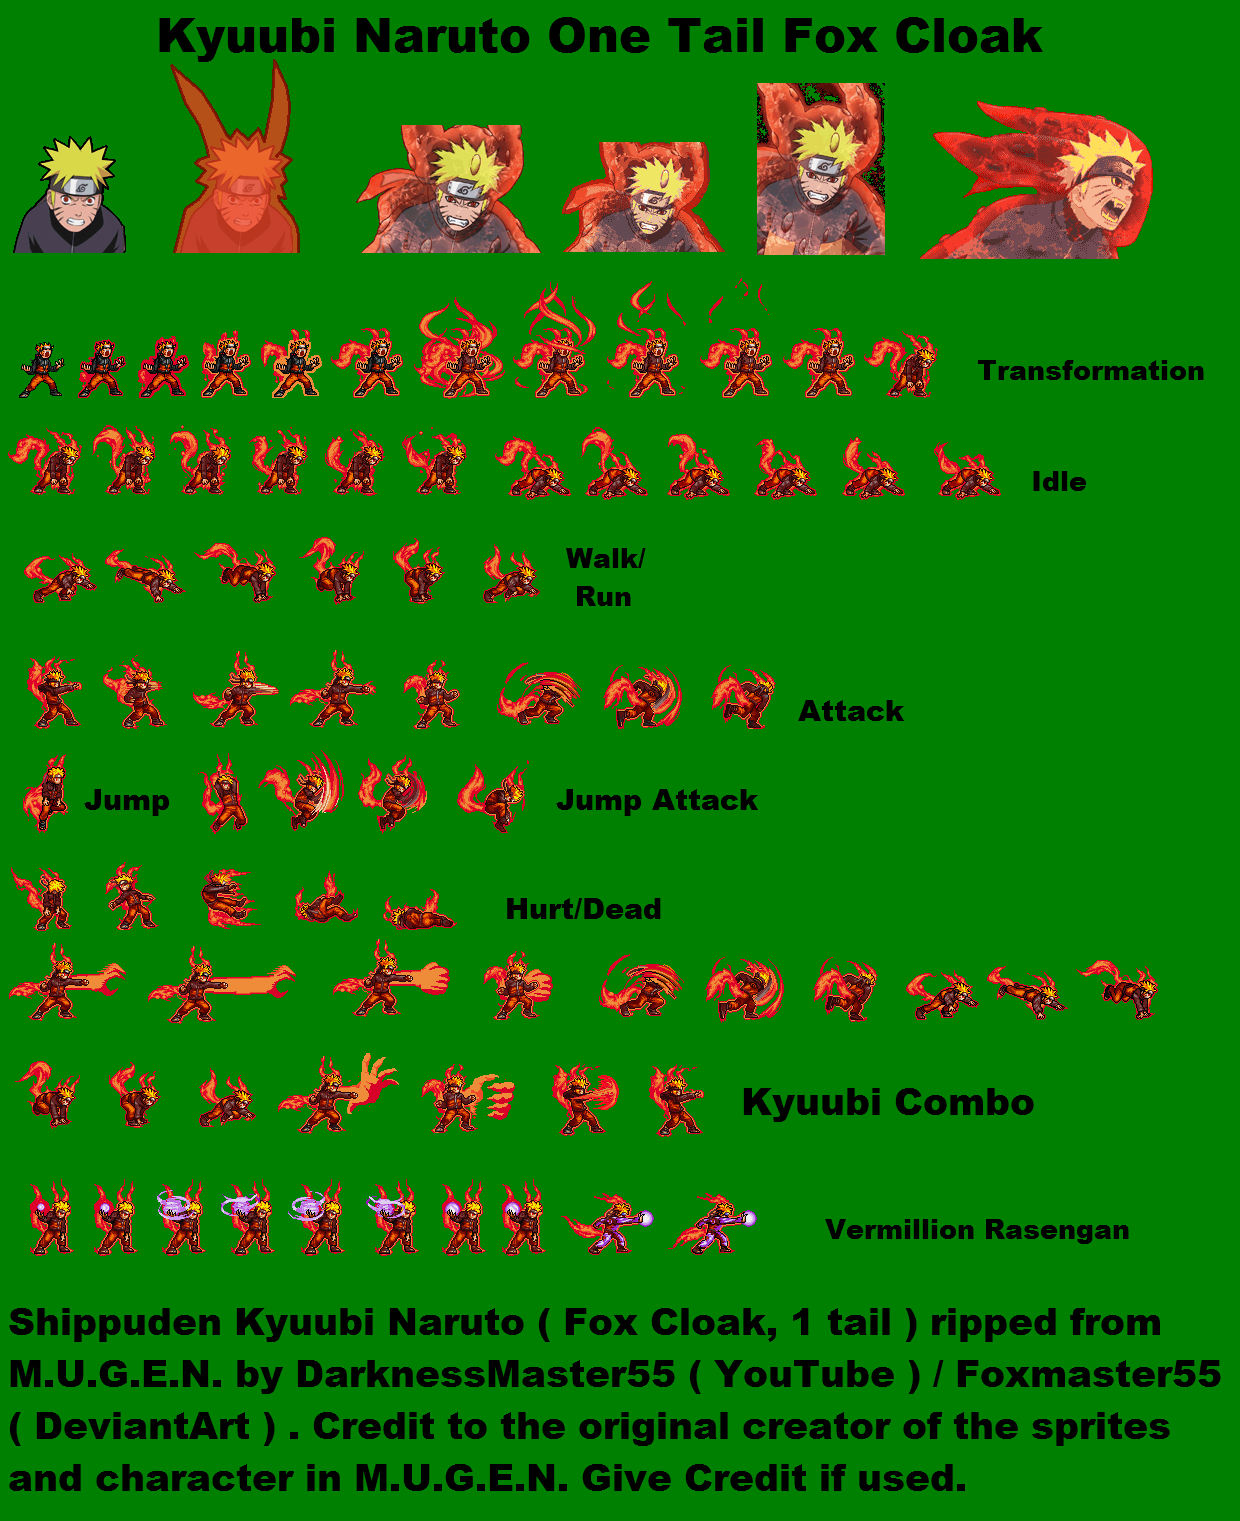 Kyuubi Naruto One Tail Fox Cloak
Transformation
Idle
Walk/
Run
Attack
Jump
Jump Attack
Hurt/Dead
Kyuubi Combo
Vermillion Rasengan
Shippuden Kyuubi Naruto ( Fox Cloak, 1 tail ) ripped from
M.U.G.E.N. by DarknessMaster55 ( YouTube ) / Foxmaster55
( DeviantArt ) . Credit to the original creator of the sprites
and character in M.U.G.E.N. Give Credit if used.